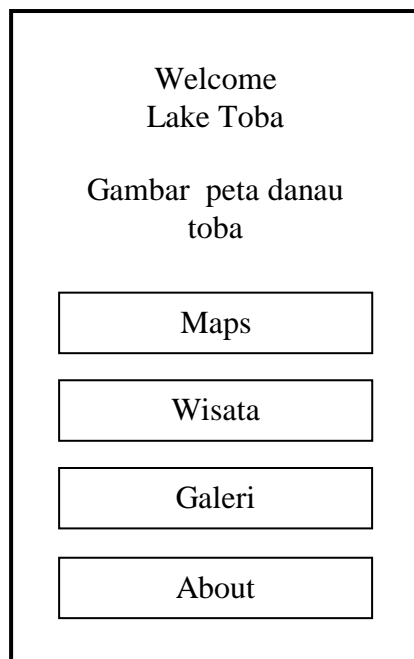 Welcome
Lake Toba
Gambar peta danau
toba
Maps
Wisata
Galeri
About